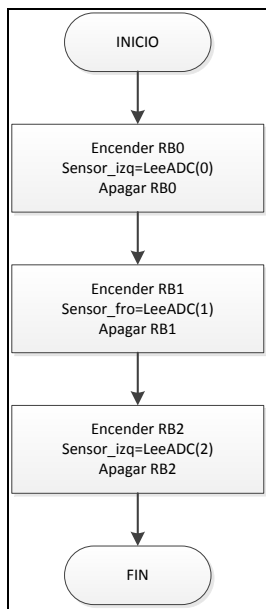 INICIO
Encender RB0
Sensor_izq=LeeADC(0)
Apagar RB0
Encender RB1
Sensor_fro=LeeADC(1)
Apagar RB1
Encender RB2
Sensor_izq=LeeADC(2)
Apagar RB2
FIN